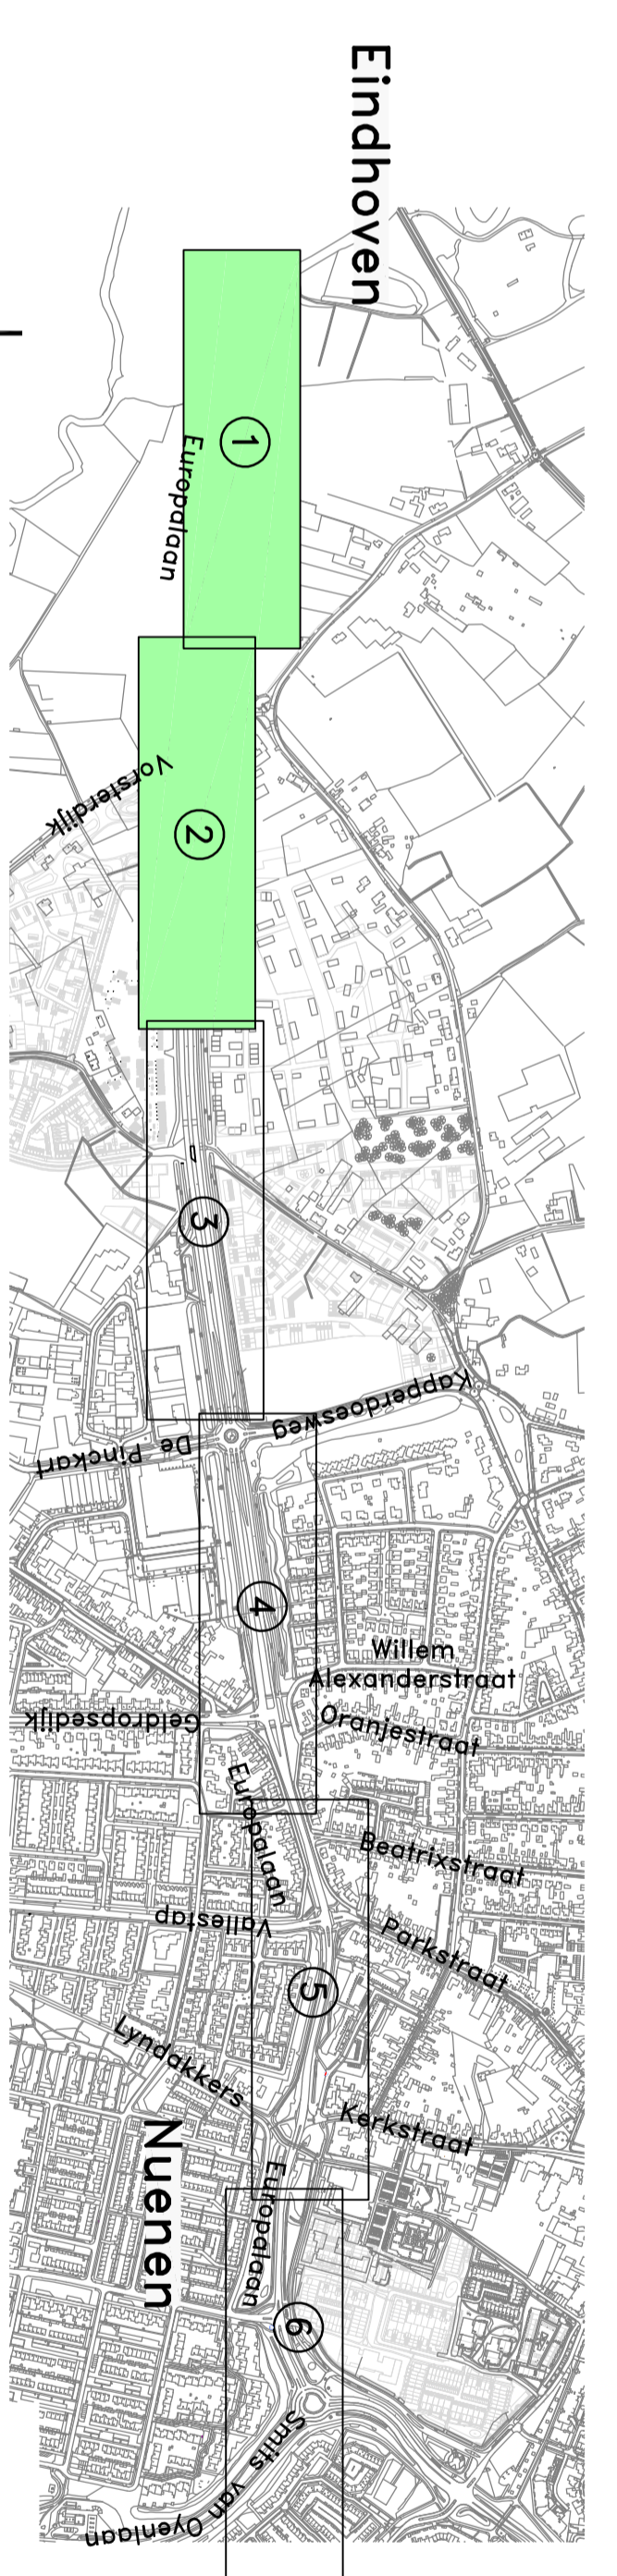 Eindhoven
1
Europalaan
2
Vorsterdijk
3
Kapperdoesweg
De Pinckart
4
Willem
Alexanderstraat
Oranjestraat
Geldropsedijk
Europalaan
Beatrixstraat
Vallestap
Parkstraat
5
Lyndakkers
Kerkstraat
Nuenen
Europalaan
6
Smits van Oyenlaan